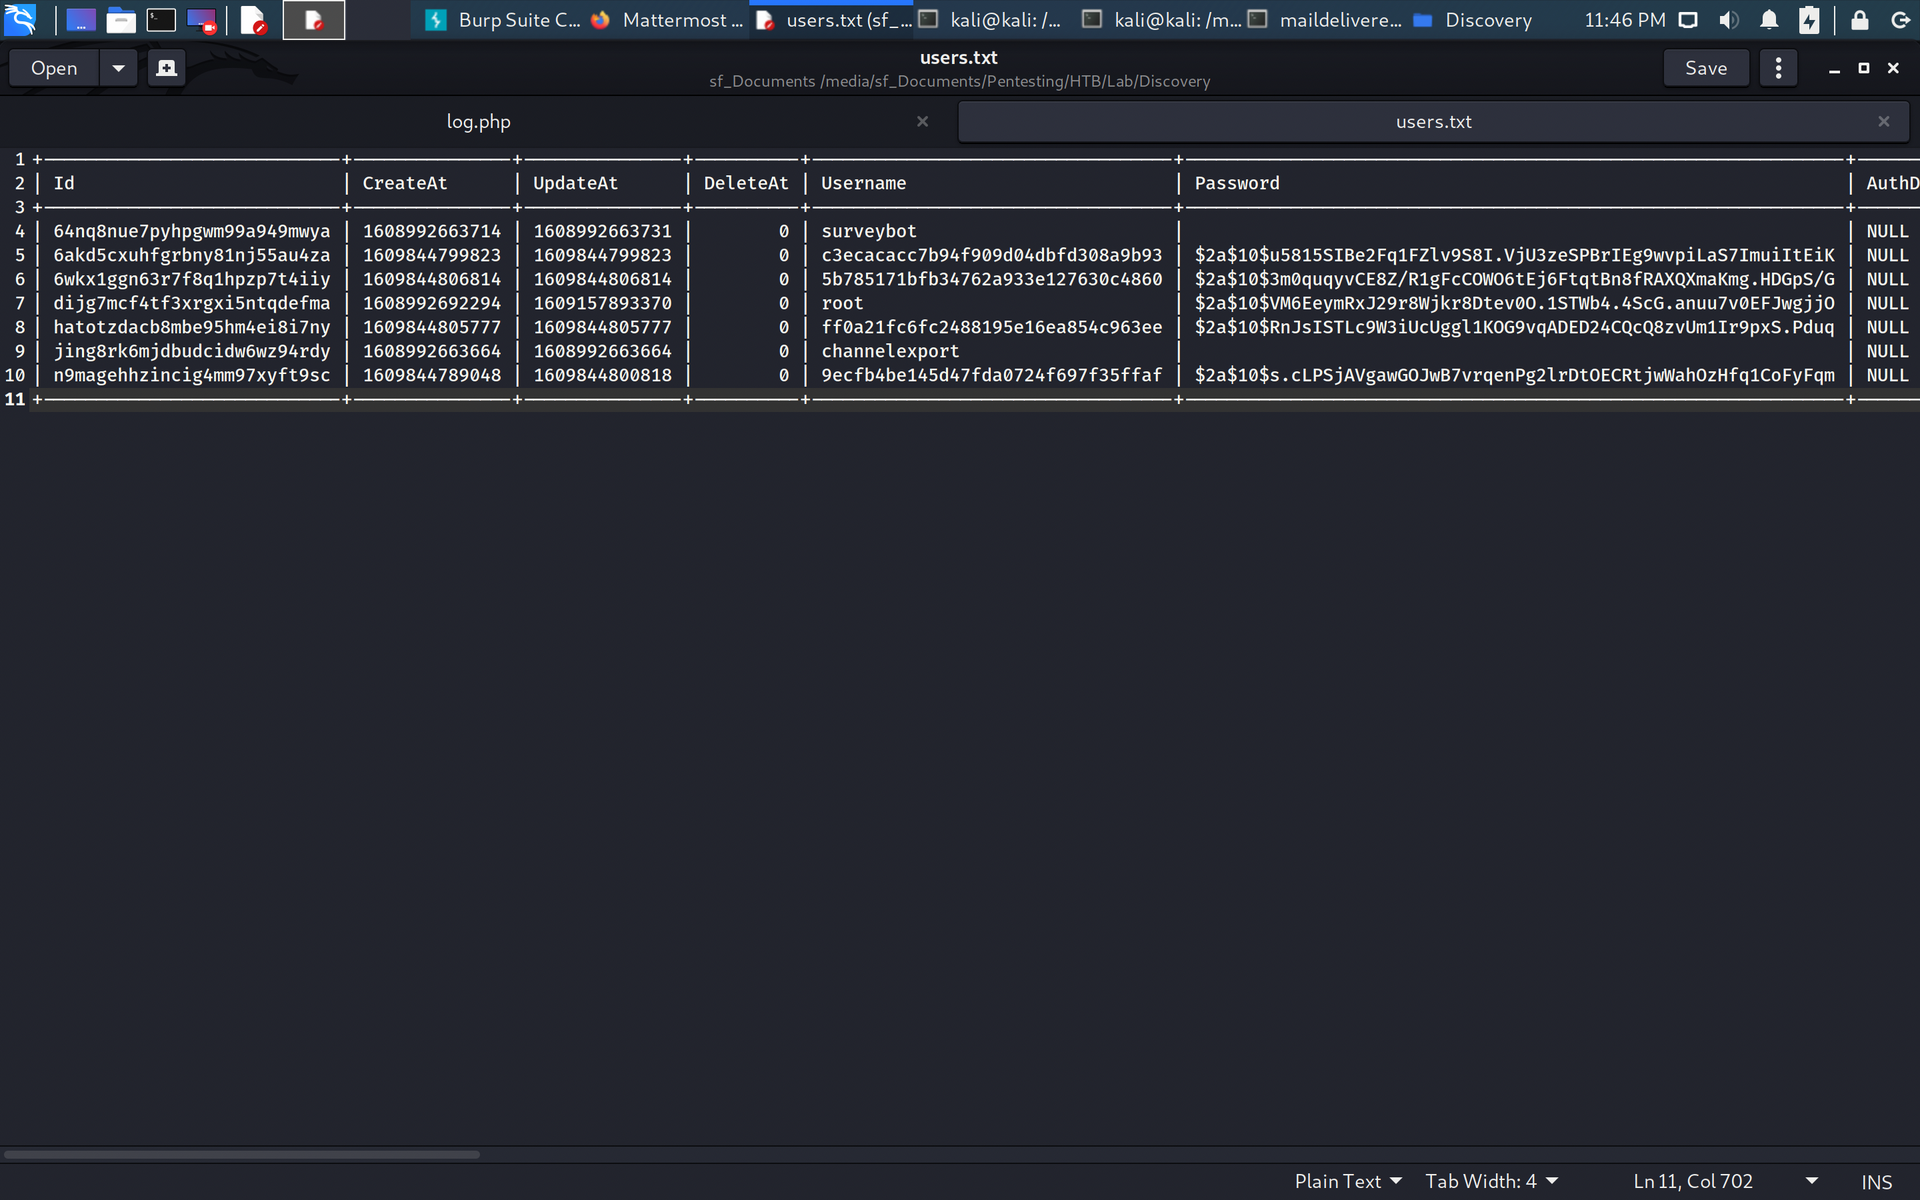 Burp Suite C... Mattermost ... users.txt (sf_... kali@kali: /... kali@kali: /m... maildelivere... Discovery 11:46 PM
Open users.txt Save
sf_Documents /media/sf_Documents/Pentesting/HTB/Lab/Discovery
log.php users.txt
1 +----------------------------+---------------+---------------+----------+----------------------------------+--------------------------------------------------------------+------
2 | Id | CreateAt | UpdateAt | DeleteAt | Username | Password | AuthD
3 +----------------------------+---------------+---------------+----------+----------------------------------+--------------------------------------------------------------+------
4 | 64nq8nue7pyhpgwm99a949mwya | 1608992663714 | 1608992663731 | 0 | surveybot | | NULL
5 | 6akd5cxuhfgrbny81nj55au4za | 1609844799823 | 1609844799823 | 0 | c3ecacacc7b94f909d04dbfd308a9b93 | $2a$10$u5815SIBe2Fq1FZlv9S8I.VjU3zeSPBrIEg9wvpiLaS7ImuiItEiK | NULL
6 | 6wkx1ggn63r7f8q1hpzp7t4iiy | 1609844806814 | 1609844806814 | 0 | 5b785171bfb34762a933e127630c4860 | $2a$10$3m0quqyvCE8Z/R1gFcCOWO6tEj6FtqtBn8fRAXQXmaKmg.HDGpS/G | NULL
7 | dijg7mcf4tf3xrgxi5ntqdefma | 1608992692294 | 1609157893370 | 0 | root | $2a$10$VM6EeymRxJ29r8Wjkr8Dtev0O.1STWb4.4ScG.anuu7v0EFJwgjjO | NULL
8 | hatotzdacb8mbe95hm4ei8i7ny | 1609844805777 | 1609844805777 | 0 | ff0a21fc6fc2488195e16ea854c963ee | $2a$10$RnJsISTLc9W3iUcUggl1KOG9vqADED24CQcQ8zvUm1Ir9pxS.Pduq | NULL
9 | jing8rk6mjdbudcidw6wz94rdy | 1608992663664 | 1608992663664 | 0 | channelexport | | NULL
10 | n9magehhzincig4mm97xyft9sc | 1609844789048 | 1609844800818 | 0 | 9ecfb4be145d47fda0724f697f35ffaf | $2a$10$s.cLPSjAVgawGOJwB7vrqenPg2lrDtOECRtjwWahOzHfq1CoFyFqm | NULL
11 +----------------------------+---------------+---------------+----------+----------------------------------+--------------------------------------------------------------+------
Plain Text Tab Width: 4 Ln 11, Col 702 INS